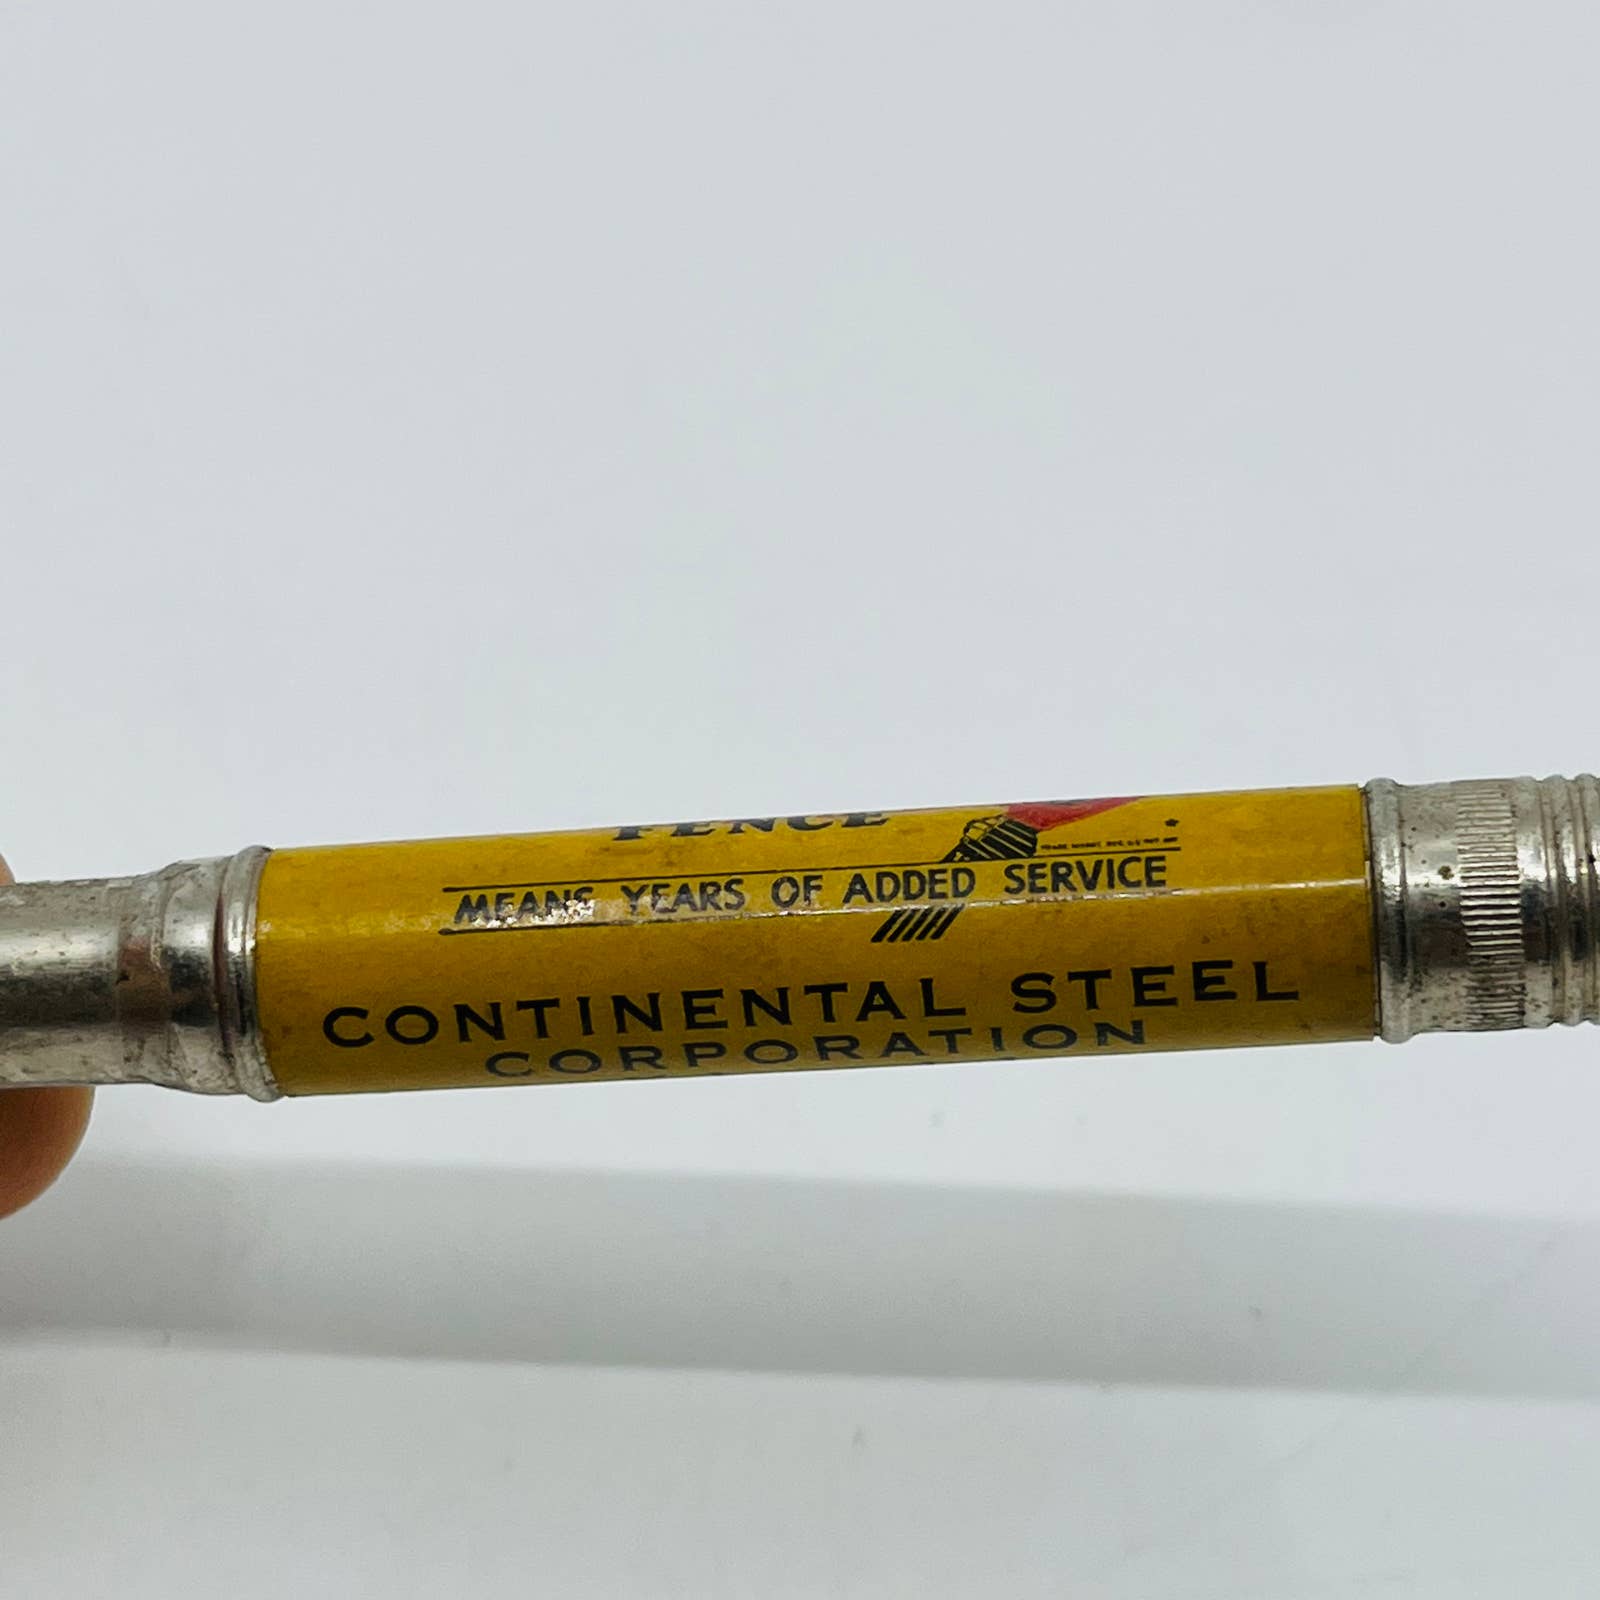 FENCE
MEANS YEARS OF ADDED SERVICE
CONTINENTAL STEEL
CORPORATION